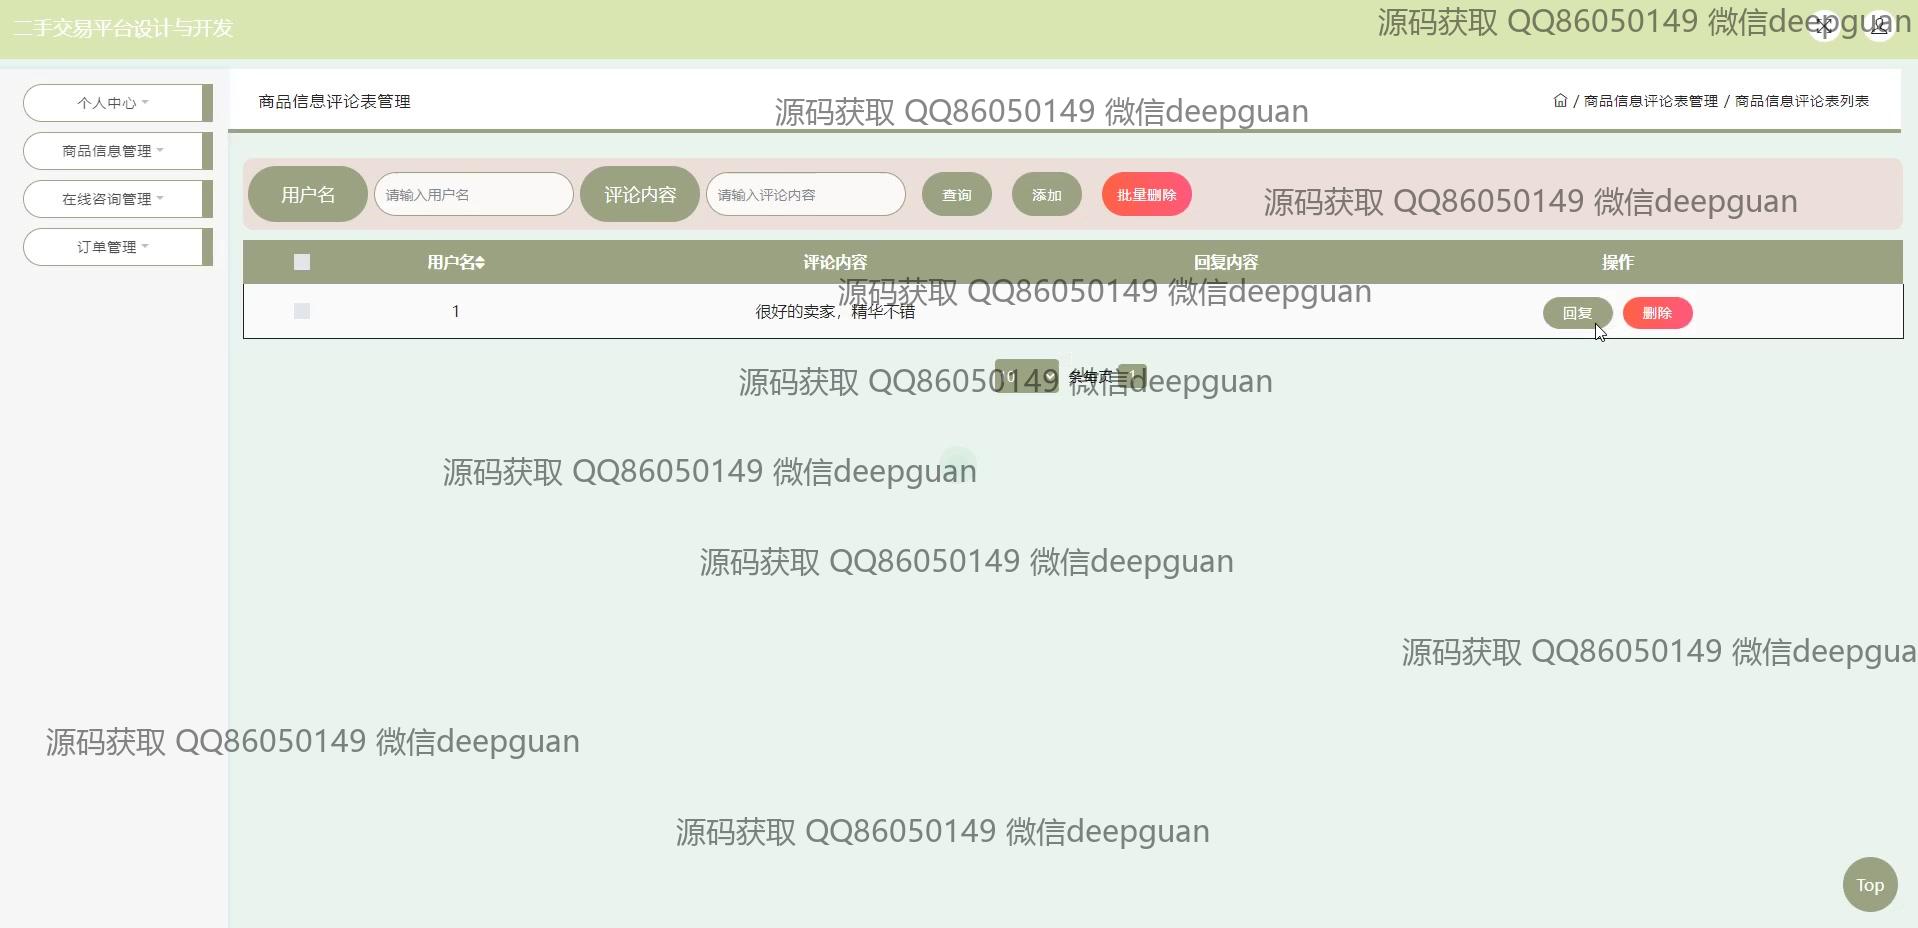 二手交易平台设计与开发
源码获取 QQ86050149 微信deepguan
个人中心
商品信息管理
在线咨询管理
订单管理
商品信息评论表管理
源码获取 QQ86050149 微信deepguan
/ 商品信息评论表管理 / 商品信息评论表列表
用户名 请输入用户名 评论内容 请输入评论内容 查询 添加 批量删除
源码获取 QQ86050149 微信deepguan
用户名 评论内容 回复内容 操作
源码获取 QQ86050149 微信deepguan
1 很好的卖家，精华不错 回复 删除
10 条每页 1
源码获取 QQ86050149 微信deepguan
源码获取 QQ86050149 微信deepguan
源码获取 QQ86050149 微信deepguan
源码获取 QQ86050149 微信deepgua
源码获取 QQ86050149 微信deepguan
源码获取 QQ86050149 微信deepguan
Top